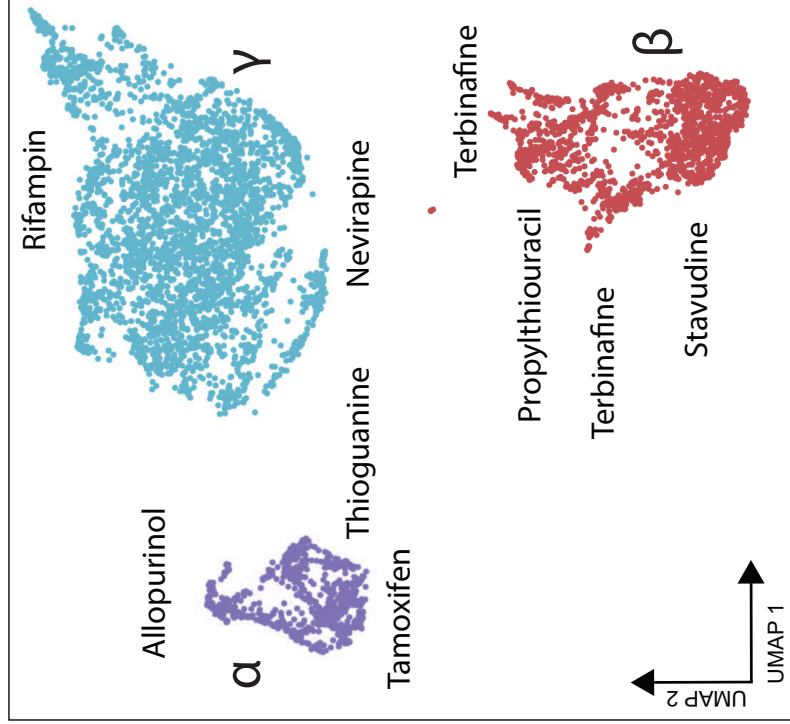 Rifampin
γ
Nevirapine
Allopurinol
Thioguanine
α
Tamoxifen
Terbinafine
β
Propylthiouracil
Terbinafine
Stavudine
UMAP 2
UMAP 1